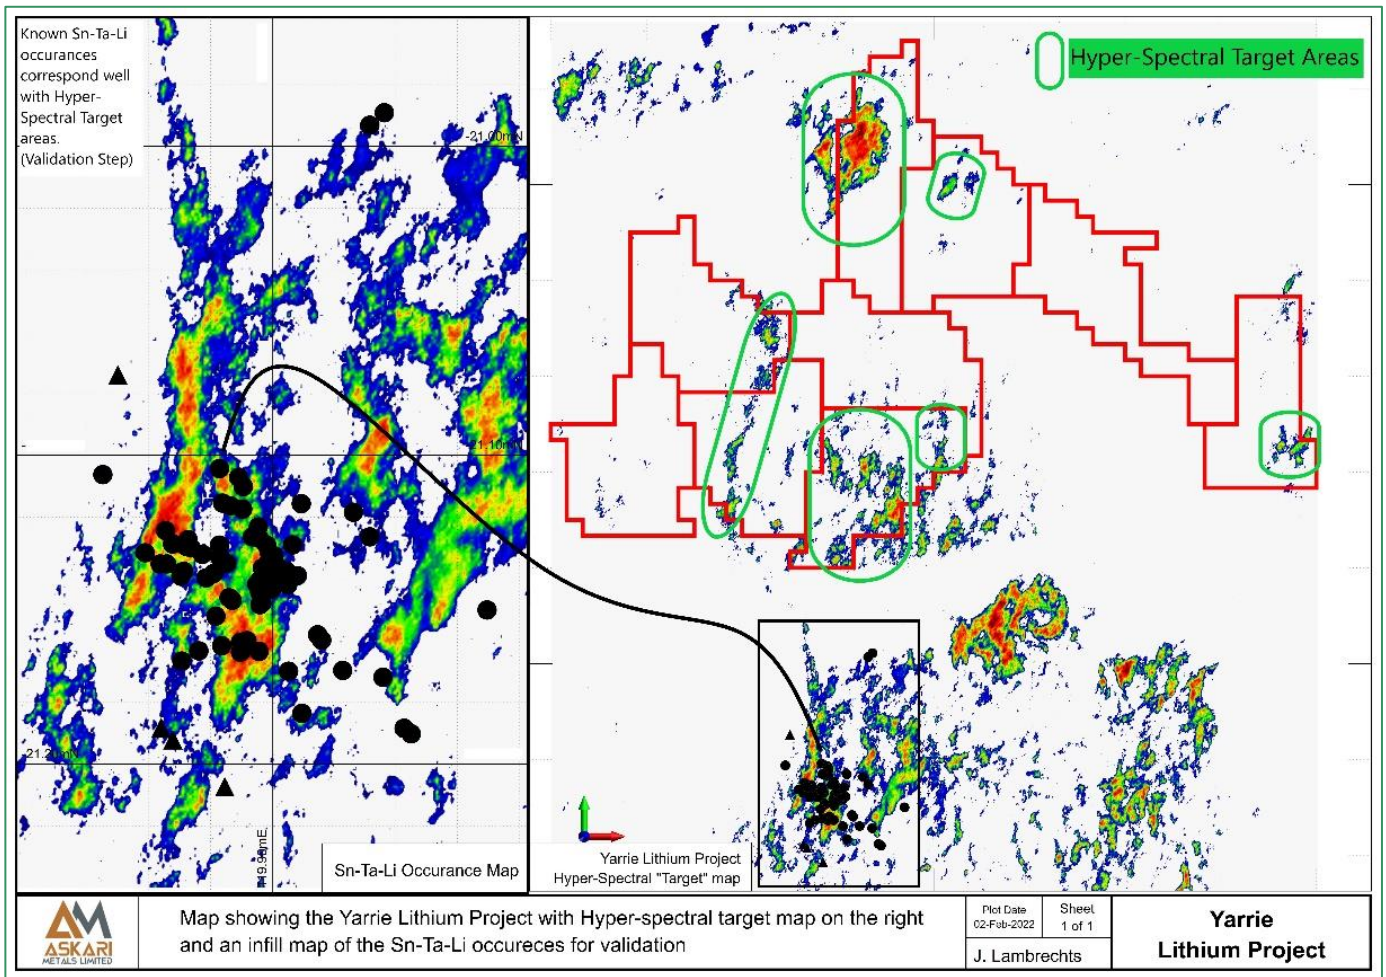 Known Sn-Ta-Li
occurances
correspond well
with Hyper-
Spectral Target
areas.
(Validation Step)
-21.00mN
-21.10mN
-21.20mN
Sn-Ta-Li Occurance Map
Hyper-Spectral Target Areas
Yarrie Lithium Project
Hyper-Spectral "Target" map
AM
ASKARI
METALS LIMITED
Map showing the Yarrie Lithium Project with Hyper-spectral target map on the right
and an infill map of the Sn-Ta-Li occureces for validation
Plot Date
02-Feb-2022
Sheet
1 of 1
J. Lambrechts
Yarrie
Lithium Project